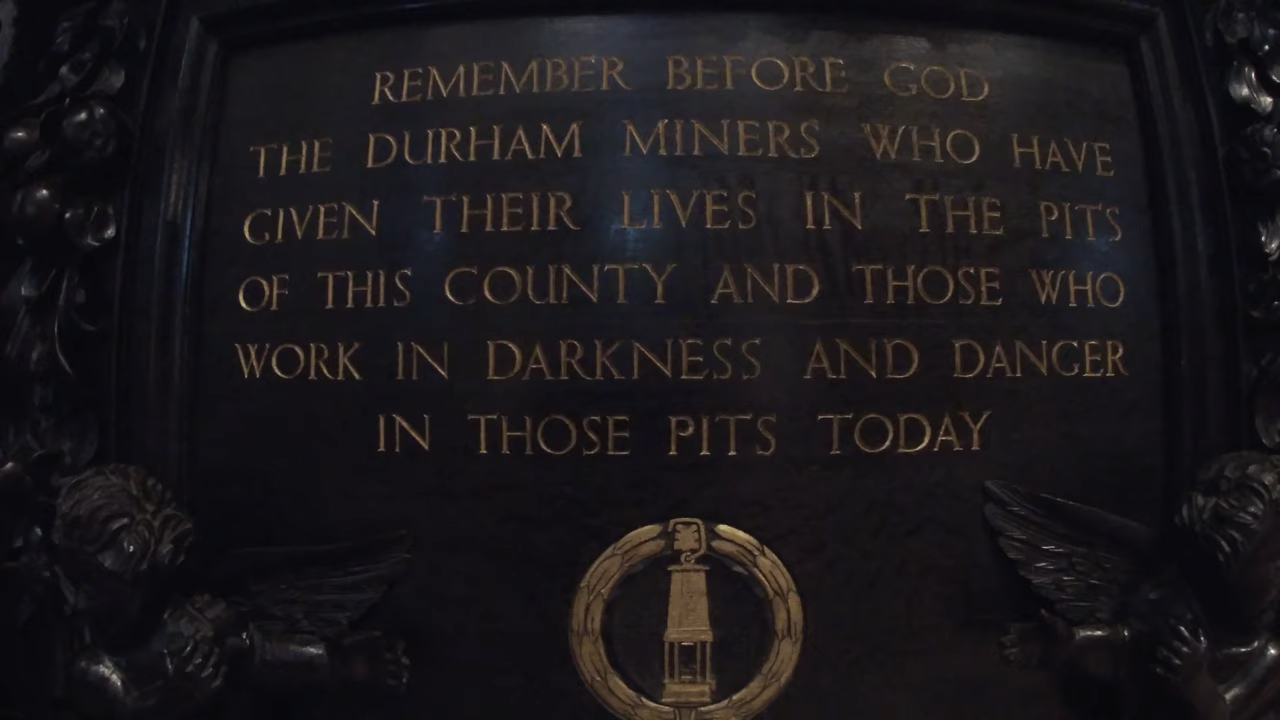 REMEMBER BEFORE GOD
THE DURHAM MINERS WHO HAVE
GIVEN THEIR LIVES IN THE PITS
OF THIS COUNTY AND THOSE WHO
WORK IN DARKNESS AND DANGER
IN THOSE PITS TODAY